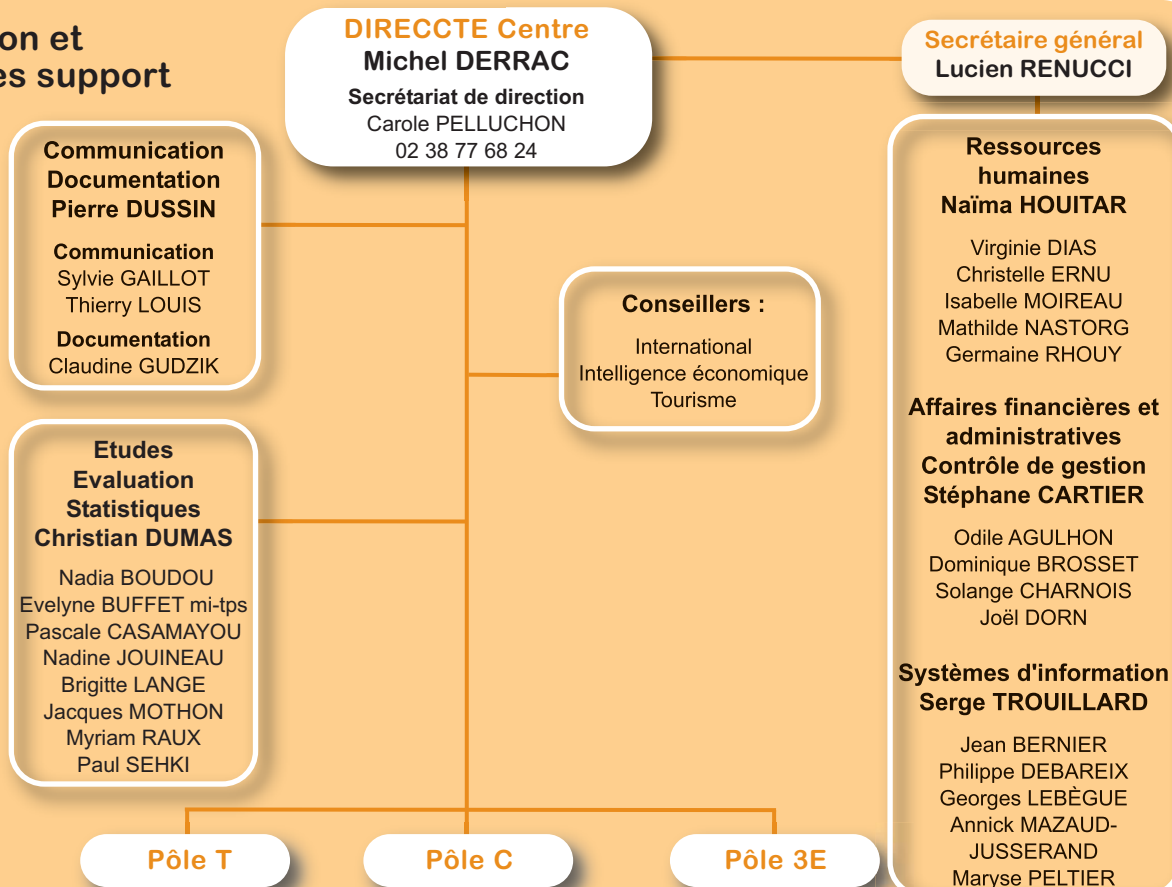 on et
es support
DIRECCTE Centre
Michel DERRAC
Secrétariat de direction
Carole PELLUCHON
02 38 77 68 24
Secrétaire général
Lucien RENUCCI
Communication
Documentation
Pierre DUSSIN
Communication
Sylvie GAILLOT
Thierry LOUIS
Documentation
Claudine GUDZIK
Conseillers :
International
Intelligence économique
Tourisme
Etudes
Evaluation
Statistiques
Christian DUMAS
Nadia BOUDOU
Evelyne BUFFET mi-tps
Pascale CASAMAYOU
Nadine JOUINEAU
Brigitte LANGE
Jacques MOTHON
Myriam RAUX
Paul SEHKI
Ressources
humaines
Naïma HOUITAR
Virginie DIAS
Christelle ERNU
Isabelle MOIREAU
Mathilde NASTORG
Germaine RHOUY
Affaires financières et
administratives
Contrôle de gestion
Stéphane CARTIER
Odile AGULHON
Dominique BROSSET
Solange CHARNOIS
Joël DORN
Systèmes d'information
Serge TROUILLARD
Jean BERNIER
Philippe DEBAREIX
Georges LEBÈGUE
Annick MAZAUD-
JUSSERAND
Maryse PELTIER
Pôle T
Pôle C
Pôle 3E